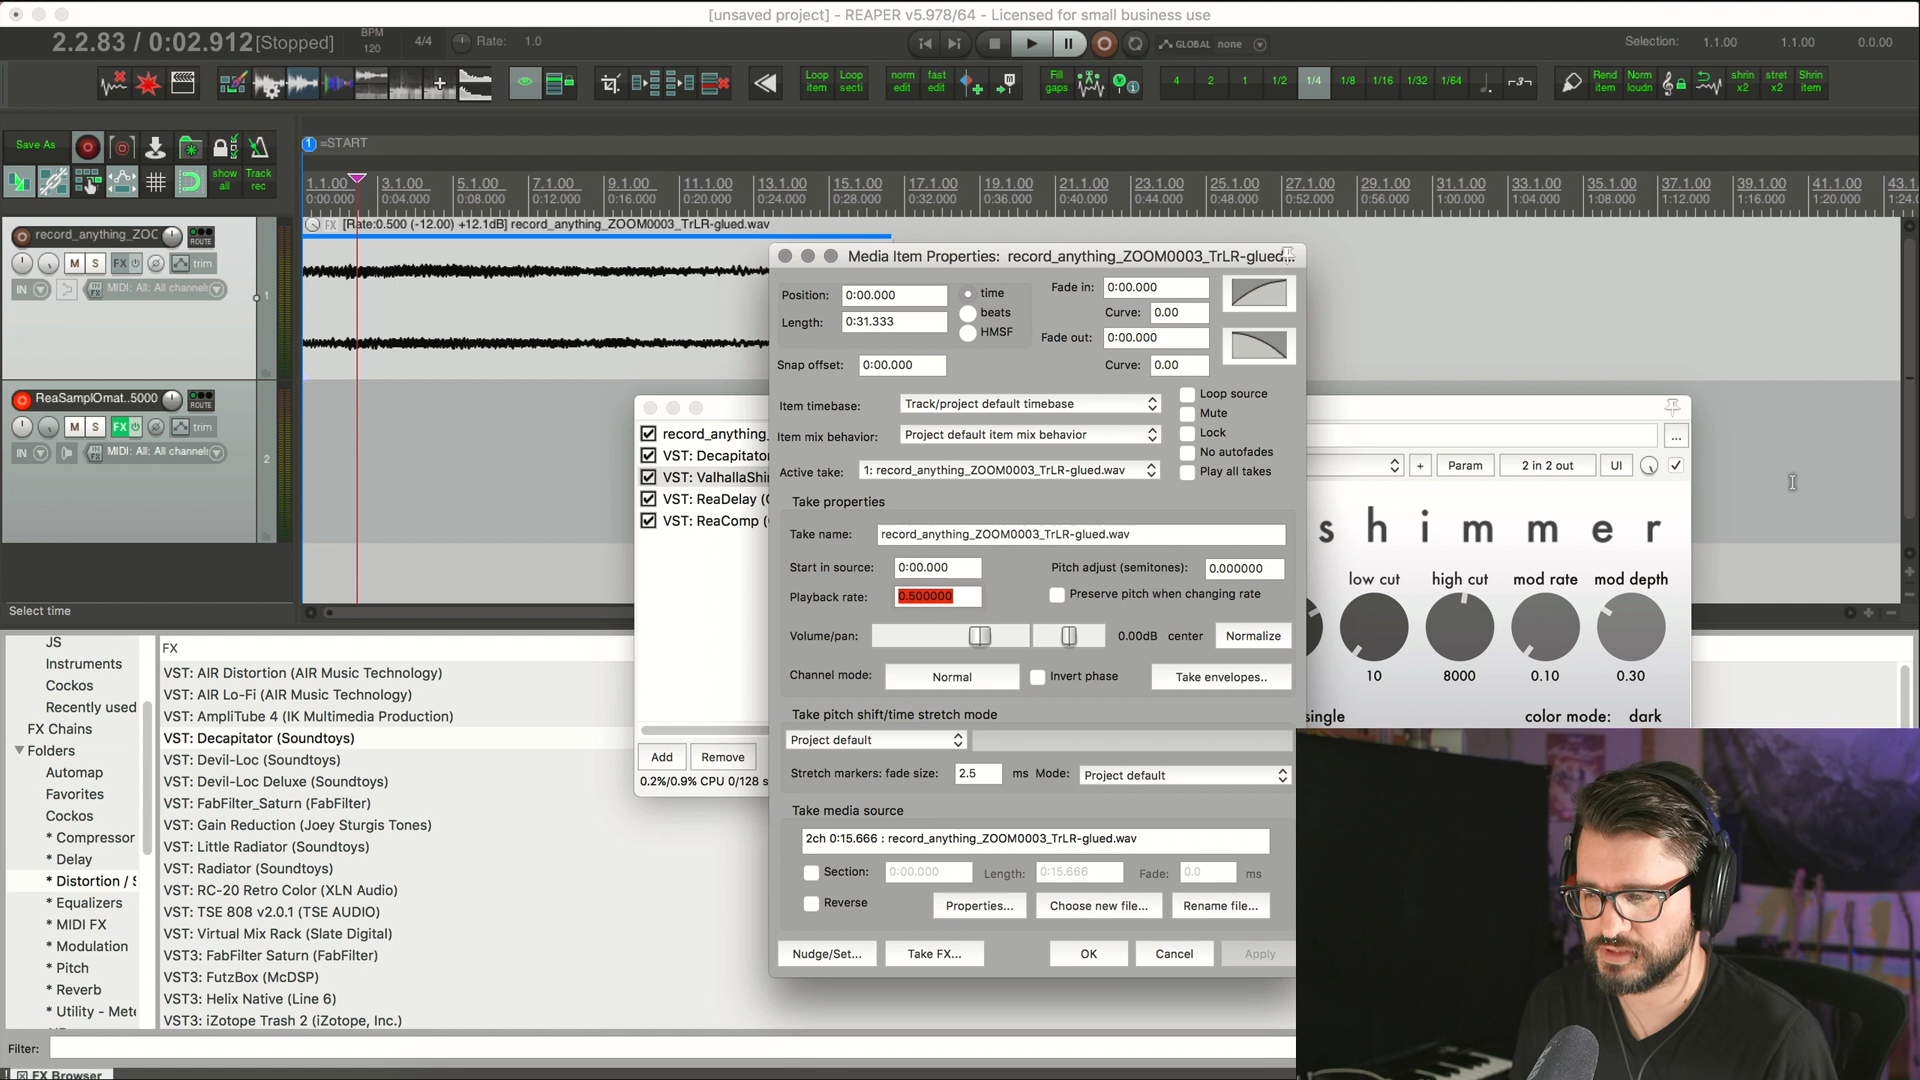 [unsaved project] - REAPER v5.978/64 - Licensed for small business use
2.2.83 / 0:02.912 [Stopped]
BPM
120
4/4
Rate: 1.0
GLOBAL none
Selection: 1.1.00 1.1.00 0.0.00
Loop item
Loop secti
norm edit
fast edit
Fill gaps
4 2 1 1/2 1/4 1/8 1/16 1/32 1/64
-3-
Rend item
Norm loudn
shrin x2
stret x2
Shrin item
Save As
show all
Track rec
1 =START
1.1.00 3.1.00 5.1.00 7.1.00 9.1.00 11.1.00 13.1.00 15.1.00 17.1.00 19.1.00 21.1.00 23.1.00 25.1.00 27.1.00 29.1.00 31.1.00 33.1.00 35.1.00 37.1.00 39.1.00 41.1.00 43.1
0:00.000 0:04.000 0:08.000 0:12.000 0:16.000 0:20.000 0:24.000 0:28.000 0:32.000 0:36.000 0:40.000 0:44.000 0:48.000 0:52.000 0:56.000 1:00.000 1:04.000 1:08.000 1:12.000 1:16.000 1:20.000 1:24.0
FX [Rate:0.500 (-12.00) +12.1dB] record_anything_ZOOM0003_TrLR-glued.wav
record_anything_ZOC
ROUTE
M S FX trim
IN FX MIDI: All: All channel:
1
ReaSamplOmat..5000
ROUTE
M S FX trim
IN FX MIDI: All: All channel:
2
Select time
Media Item Properties: record_anything_ZOOM0003_TrLR-glued...
Position: 0:00.000
time
Length: 0:31.333
beats
HMSF
Snap offset: 0:00.000
Fade in: 0:00.000
Curve: 0.00
Fade out: 0:00.000
Curve: 0.00
Item timebase: Track/project default timebase
Item mix behavior: Project default item mix behavior
Active take: 1: record_anything_ZOOM0003_TrLR-glued.wav
Loop source
Mute
Lock
No autofades
Play all takes
Take properties
Take name: record_anything_ZOOM0003_TrLR-glued.wav
Start in source: 0:00.000
Pitch adjust (semitones): 0.000000
Playback rate: 0.500000
Preserve pitch when changing rate
Volume/pan: 0.00dB center Normalize
Channel mode: Normal
Invert phase
Take envelopes..
Take pitch shift/time stretch mode
Project default
Stretch markers: fade size: 2.5 ms Mode: Project default
Take media source
2ch 0:15.666 : record_anything_ZOOM0003_TrLR-glued.wav
Section: 0:00.000 Length: 0:15.666 Fade: 0.0 ms
Reverse
Properties... Choose new file... Rename file...
Nudge/Set... Take FX... OK Cancel Apply
record_anything_
VST: Decapitator
VST: ValhallaShi
VST: ReaDelay (
VST: ReaComp (
Add Remove
0.2%/0.9% CPU 0/128 s
...
+ Param 2 in 2 out UI
shimmer
low cut high cut mod rate mod depth
10 8000 0.10 0.30
single
color mode: dark
JS
Instruments
Cockos
Recently used
FX Chains
Folders
Automap
Favorites
Cockos
* Compressor
* Delay
* Distortion / S
* Equalizers
* MIDI FX
* Modulation
* Pitch
* Reverb
* Utility - Mete
FX
VST: AIR Distortion (AIR Music Technology)
VST: AIR Lo-Fi (AIR Music Technology)
VST: AmpliTube 4 (IK Multimedia Production)
VST: Decapitator (Soundtoys)
VST: Devil-Loc (Soundtoys)
VST: Devil-Loc Deluxe (Soundtoys)
VST: FabFilter_Saturn (FabFilter)
VST: Gain Reduction (Joey Sturgis Tones)
VST: Little Radiator (Soundtoys)
VST: Radiator (Soundtoys)
VST: RC-20 Retro Color (XLN Audio)
VST: TSE 808 v2.0.1 (TSE AUDIO)
VST: Virtual Mix Rack (Slate Digital)
VST3: FabFilter Saturn (FabFilter)
VST3: FutzBox (McDSP)
VST3: Helix Native (Line 6)
VST3: iZotope Trash 2 (iZotope, Inc.)
Filter:
FX Browser